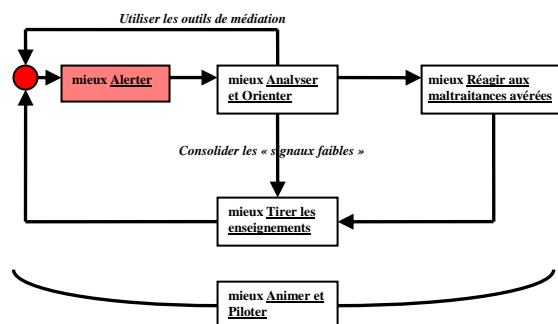 Utiliser les outils de médiation
mieux Alerter
mieux Analyser
et Orienter
mieux Réagir aux
maltraitances avérées
Consolider les « signaux faibles »
mieux Tirer les
enseignements
mieux Animer et
Piloter